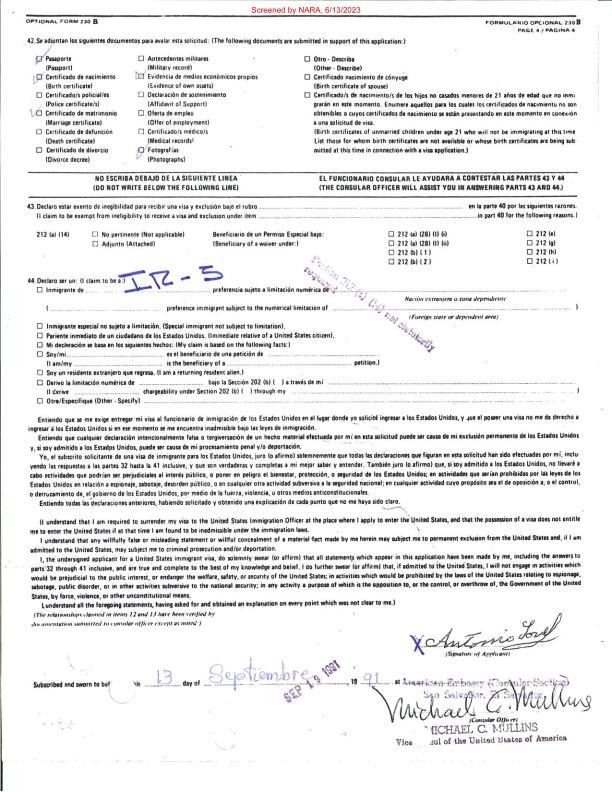 Screened by NARA, 6/13/2023
OPTIONAL FORM 230 B
FORMULARIO OPCIONAL 230 B
PAGE 4 / PAGINA 4
42. Se adjuntan los siguientes documentos para avalar esta solicitud: (The following documents are submitted in support of this application:)
☑ Pasaporte
(Passport)
☑ Certificado de nacimiento
(Birth certificate)
☐ Certificado/s policial/es
(Police certificate/s)
☑ Certificado de matrimonio
(Marriage certificate)
☐ Certificado de defunción
(Death certificate)
☐ Certificado de divorcio
(Divorce decree)
☐ Antecedentes militares
(Military record)
☑ Evidencia de medios económicos propios
(Evidence of own assets)
☐ Declaración de sostenimiento
(Affidavit of Support)
☐ Oferta de empleo
(Offer of employment)
☐ Certificado/s médico/s
(Medical records)
☑ Fotografías
(Photographs)
☐ Otro - Describa
(Other - Describe)
☐ Certificado nacimiento de cónyuge
(Birth certificate of spouse)
☐ Certificado/s de nacimiento/s de los hijos no casados menores de 21 años de edad que no inmi
grarán en este momento. Enumere aquellos para los cuales los certificados de nacimiento no son
obtenibles o cuyos certificados de nacimiento se están presentando en este momento en conexión
a una solicitud de visa.
(Birth certificates of unmarried children under age 21 who will not be immigrating at this time
List those for whom birth certificates are not available or whose birth certificates are being sub-
mitted at this time in connection with a visa application.)
NO ESCRIBA DEBAJO DE LA SIGUIENTE LINEA
(DO NOT WRITE BELOW THE FOLLOWING LINE)
EL FUNCIONARIO CONSULAR LE AYUDARA A CONTESTAR LAS PARTES 43 Y 44
(THE CONSULAR OFFICER WILL ASSIST YOU IN ANSWERING PARTS 43 AND 44.)
43. Declaro estar exento de inegibilidad para recibir una visa y exclusión bajo el rubro ... en la parte 40 por las siguientes razones.
(I claim to be exempt from ineligibility to receive a visa and exclusion under item ... in part 40 for the following reasons.)
212 (a) (14) ☐ No pertinente (Not applicable)
☐ Adjunto (Attached)
Beneficiario de un Permiso Especial bajo:
(Beneficiary of a waiver under:)
☐ 212 (a) (28) (I) (i)
☐ 212 (a) (28) (I) (ii)
☐ 212 (b) (1)
☐ 212 (b) (2)
☐ 212 (e)
☐ 212 (g)
☐ 212 (h)
☐ 212 (i)
44. Declaro ser un: (I claim to be a:)
IR-5
Section 212 (a) (14) not statutorily
required
☐ Inmigrante de ... preferencia sujeto a limitación numérica de
Nación extranjera o zona dependiente
( ... preference immigrant subject to the numerical limitation of ... )
(Foreign state or dependent area)
☐ Inmigrante especial no sujeto a limitación. (Special immigrant not subject to limitation).
☐ Pariente inmediato de un ciudadano de los Estados Unidos. (Immediate relative of a United States citizen).
☐ Mi declaración se basa en los siguientes hechos: (My claim is based on the following facts:)
☐ Soy/mi ... es el beneficiario de una petición de ...
(I am/my ... is the beneficiary of a ... petition.)
☐ Soy un residente extranjero que regresa. (I am a returning resident alien.)
☐ Derivo la limitación numérica de ... bajo la Sección 202 (b) ( ) a través de mí ...
(I derive ... chargeability under Section 202 (b) ( ) through my ... )
☐ Otra/Especifique (Other - Specify) ...
Entiendo que se me exige entregar mi visa al funcionario de inmigración de los Estados Unidos en el lugar donde yo solicité ingresar a los Estados Unidos, y que el poseer una visa no me da derecho a
ingresar a los Estados Unidos si en ese momento se me encuentra inadmisible bajo las leyes de inmigración.
Entiendo que cualquier declaración intencionalmente falsa o torgiversación de un hecho material efectuada por mí en esta solicitud puede ser causa de mi exclusión permanente de los Estados Unidos
y, si soy admitido a los Estados Unidos, puede ser causa de mi procesamiento penal y/o deportación.
Yo, el subscrito solicitante de una visa de inmigrante para los Estados Unidos, juro (o afirmo) solemnemente que todas las declaraciones que figuran en esta solicitud han sido efectuadas por mí, inclu-
yendo las respuestas a las partes 32 hasta la 41 inclusive, y que son verdaderas y completas a mi mejor saber y entender. También juro (o afirmo) que, si soy admitido a los Estados Unidos, no llevaré a
cabo actividades que podrían ser perjudiciales al interés público, o poner en peligro el bienestar, protección, o seguridad de los Estados Unidos; en actividades que serían prohibidas por las leyes de los
Estados Unidos en relación a espionaje, sabotaje, desorden público, o en cualquier otra actividad subversiva a la seguridad nacional; en cualquier actividad cuyo propósito sea el de oposición a, o el control,
o derrucamiento de, el gobierno de los Estados Unidos, por medio de la fuerza, violencia, u otros medios anticonstitucionales.
Entiendo todas las declaraciones anteriores, habiendo solicitado y obtenido una explicación de cada punto que no me haya sido claro.
(I understand that I am required to surrender my visa to the United States Immigration Officer at the place where I apply to enter the United States, and that the possession of a visa does not entitle
me to enter the United States if at that time I am found to be inadmissible under the immigration laws.
I understand that any willfully false or misleading statement or willful concealment of a material fact made by me herein may subject to permanent exclusion from the United States and, if I am
admitted to the United States, may subject me to criminal prosecution and/or deportation.
I, the undersigned applicant for a United States immigrant visa, do solemnly swear (or affirm) that all statements which appear in this application have been made by me, including the answers to
parts 32 through 41 inclusive, and are true and complete to the best of my knowledge and belief. I do further swear (or affirm) that, if admitted to the United States, I will not engage in activities which
would be prejudicial to the public interest, or endanger the welfare, safety, or security of the United States; in activities which would be prohibited by the laws of the United States relating to espionage,
sabotage, public disorder, or in other activities subversive to the national security; in any activity a purpose of which is the opposition to, or the control, or overthrow of, the Government of the United
States, by force, violence, or other unconstitutional means.
I understand all the foregoing statements, having asked for and obtained an explanation on every point which was not clear to me.)
(The relationships claimed in items 12 and 13 have been verified by
documentation submitted to consular officer except as noted)
X Antonio
(Signature of Applicant)
Subscribed and sworn to bef his 13 day of Septiembre, 19 91 at American Embassy (Consular Section)
SEP 19 1991
San Salvador, El Salvador
Michael C. Mullins
(Consular Officer)
MICHAEL C. MULLINS
Vice ul of the United States of America